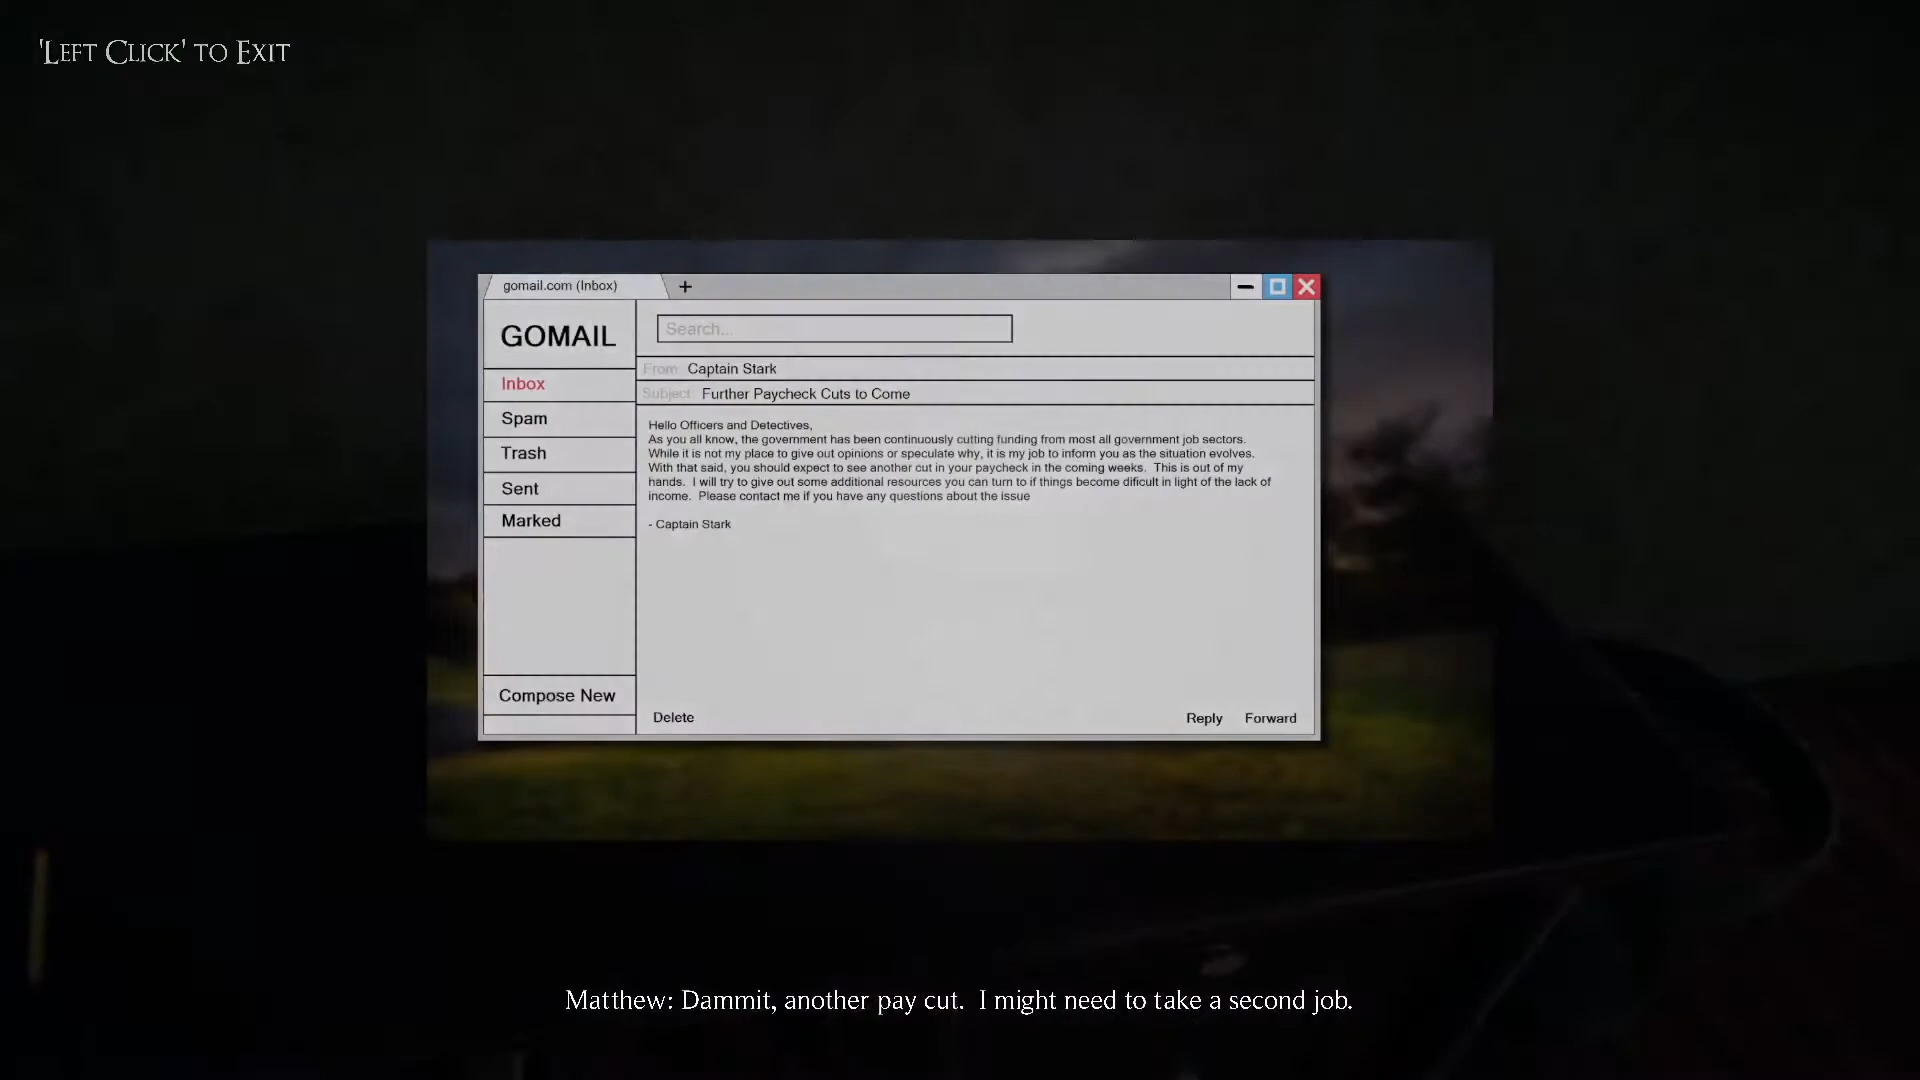 'Left Click' to Exit
gomail.com (Inbox)
+
GOMAIL
Search...
Inbox
From: Captain Stark
Subject: Further Paycheck Cuts to Come
Spam
Trash
Sent
Marked
Hello Officers and Detectives,
As you all know, the government has been continuously cutting funding from most all government job sectors.
While it is not my place to give out opinions or speculate why, it is my job to inform you as the situation evolves.
With that said, you should expect to see another cut in your paycheck in the coming weeks.  This is out of my
hands.  I will try to give out some additional resources you can turn to if things become dificult in light of the lack of
income.  Please contact me if you have any questions about the issue
- Captain Stark
Compose New
Delete
Reply
Forward
Matthew: Dammit, another pay cut.  I might need to take a second job.